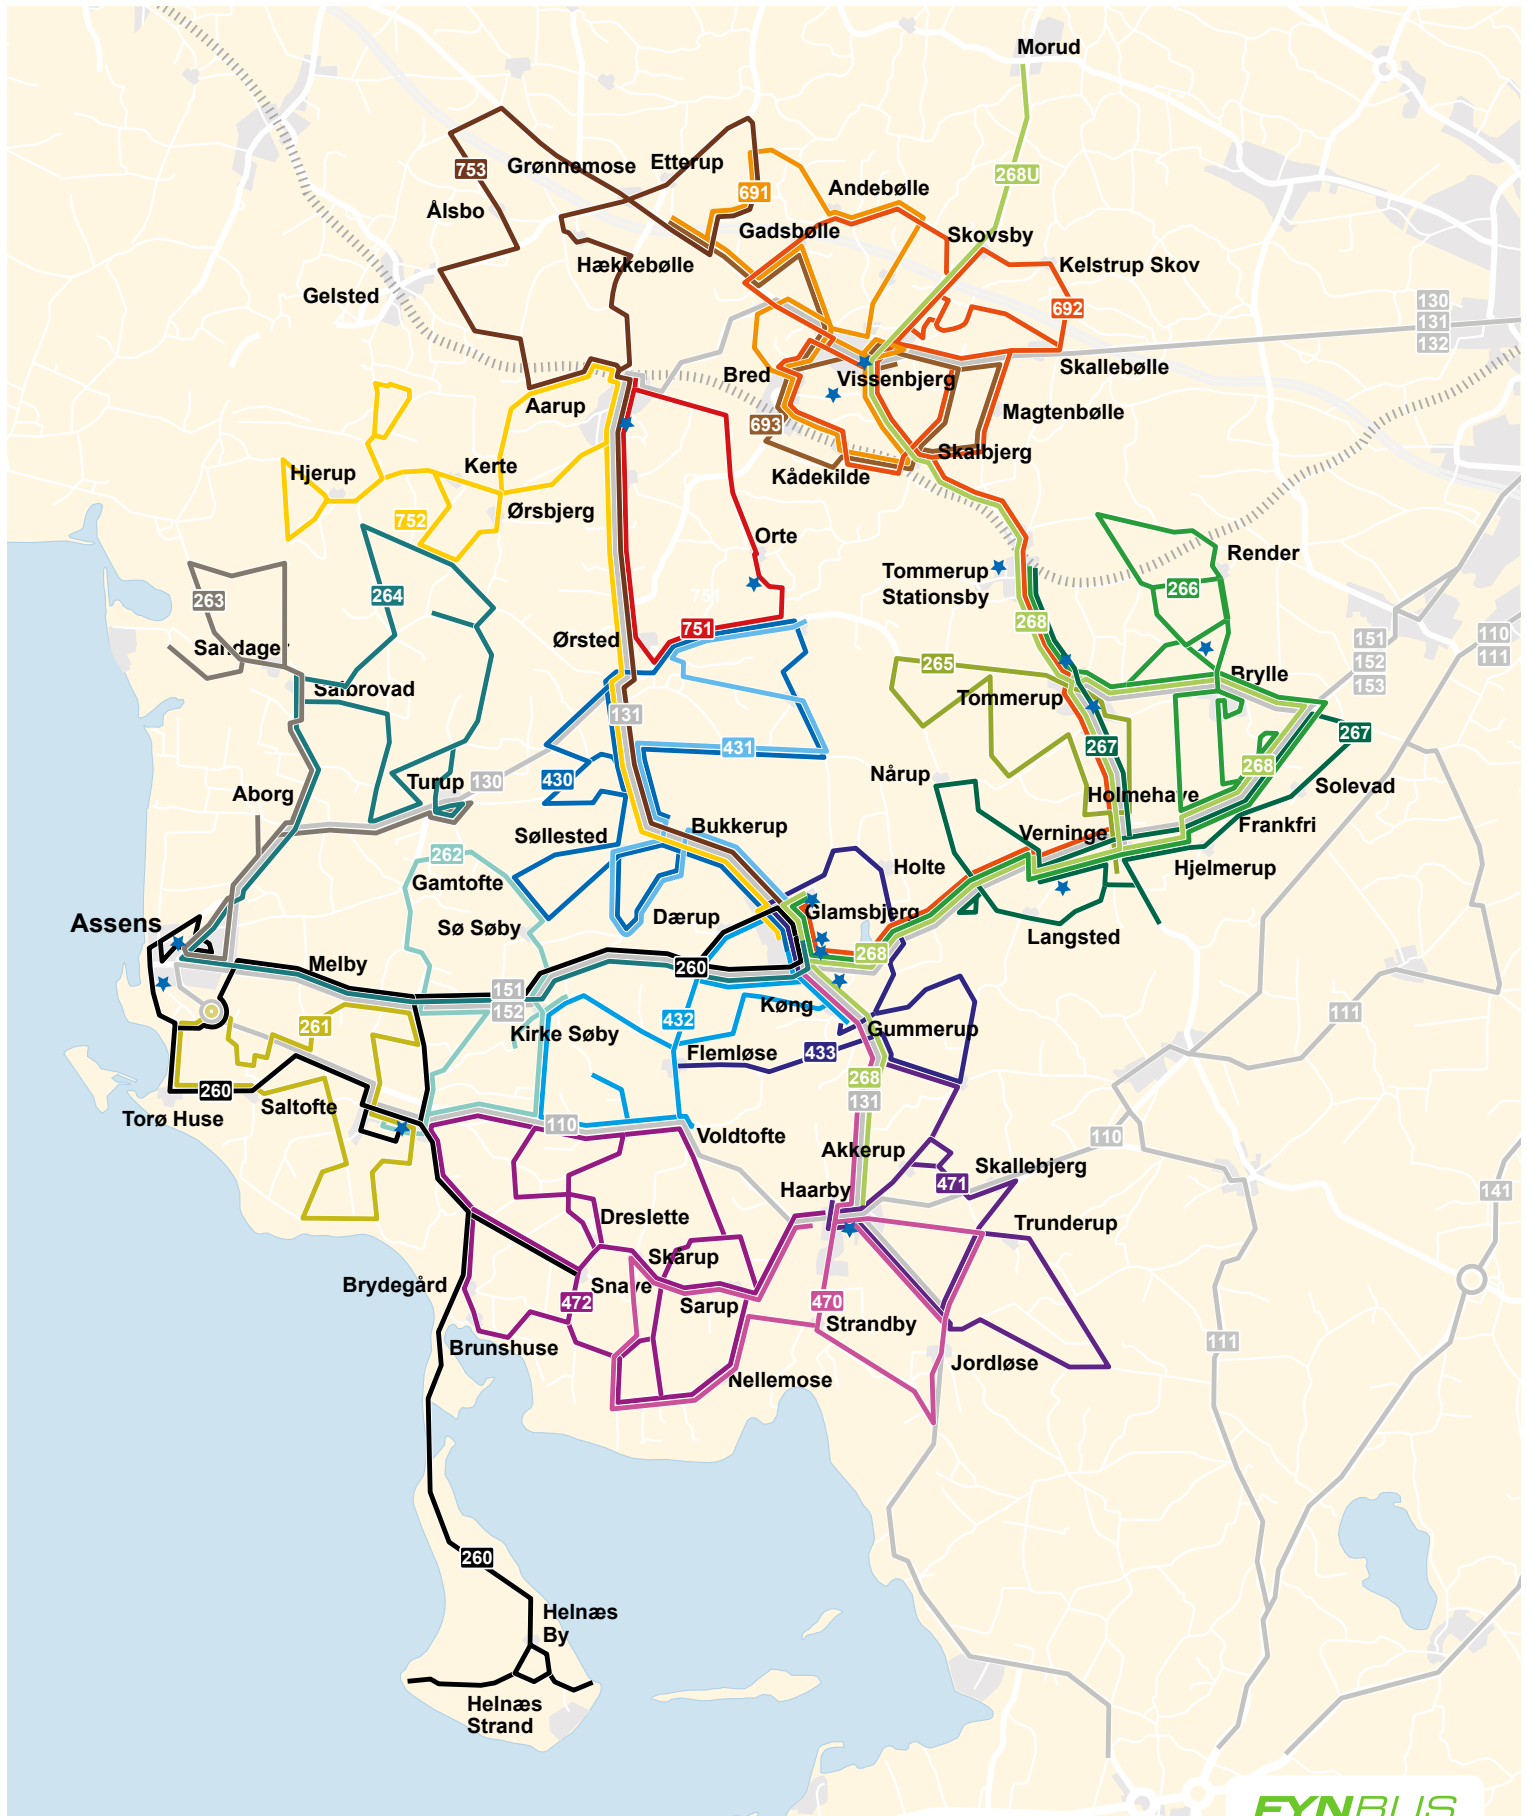 Morud
753
Grønnemose
Etterup
268U
691
Andebølle
Ålsbo
Gadsbølle
Skovsby
Hækkebølle
Kelstrup Skov
Gelsted
692
130
131
132
Bred
Vissenbjerg
Skallebølle
Aarup
693
Magtenbølle
Skalbjerg
Hjerup
Kerte
Kådekilde
752
Ørsbjerg
Orte
Render
Tommerup
Stationsby
263
264
751
266
268
751
Ørsted
151
152
153
110
111
Sandager
265
Brylle
Salbrovad
Tommerup
131
267
267
431
Nårup
268
430
Turup
130
Aborg
Holmehave
Solevad
Søllested
Bukkerup
Verninge
Frankfri
262
Gamtofte
Holte
Hjelmerup
Assens
Sø Søby
Dærup
Glamsbjerg
Langsted
Melby
260
268
151
152
Køng
261
Kirke Søby
432
Gummerup
111
Flemløse
433
260
268
Torø Huse
Saltofte
131
110
Voldtofte
110
Akkerup
Skallebjerg
471
Haarby
141
Dreslette
Trunderup
Skårup
Brydegård
Snave
472
Sarup
470
Strandby
Brunshuse
111
Jordløse
Nellemose
260
Helnæs
By
Helnæs
Strand
FYNBUS